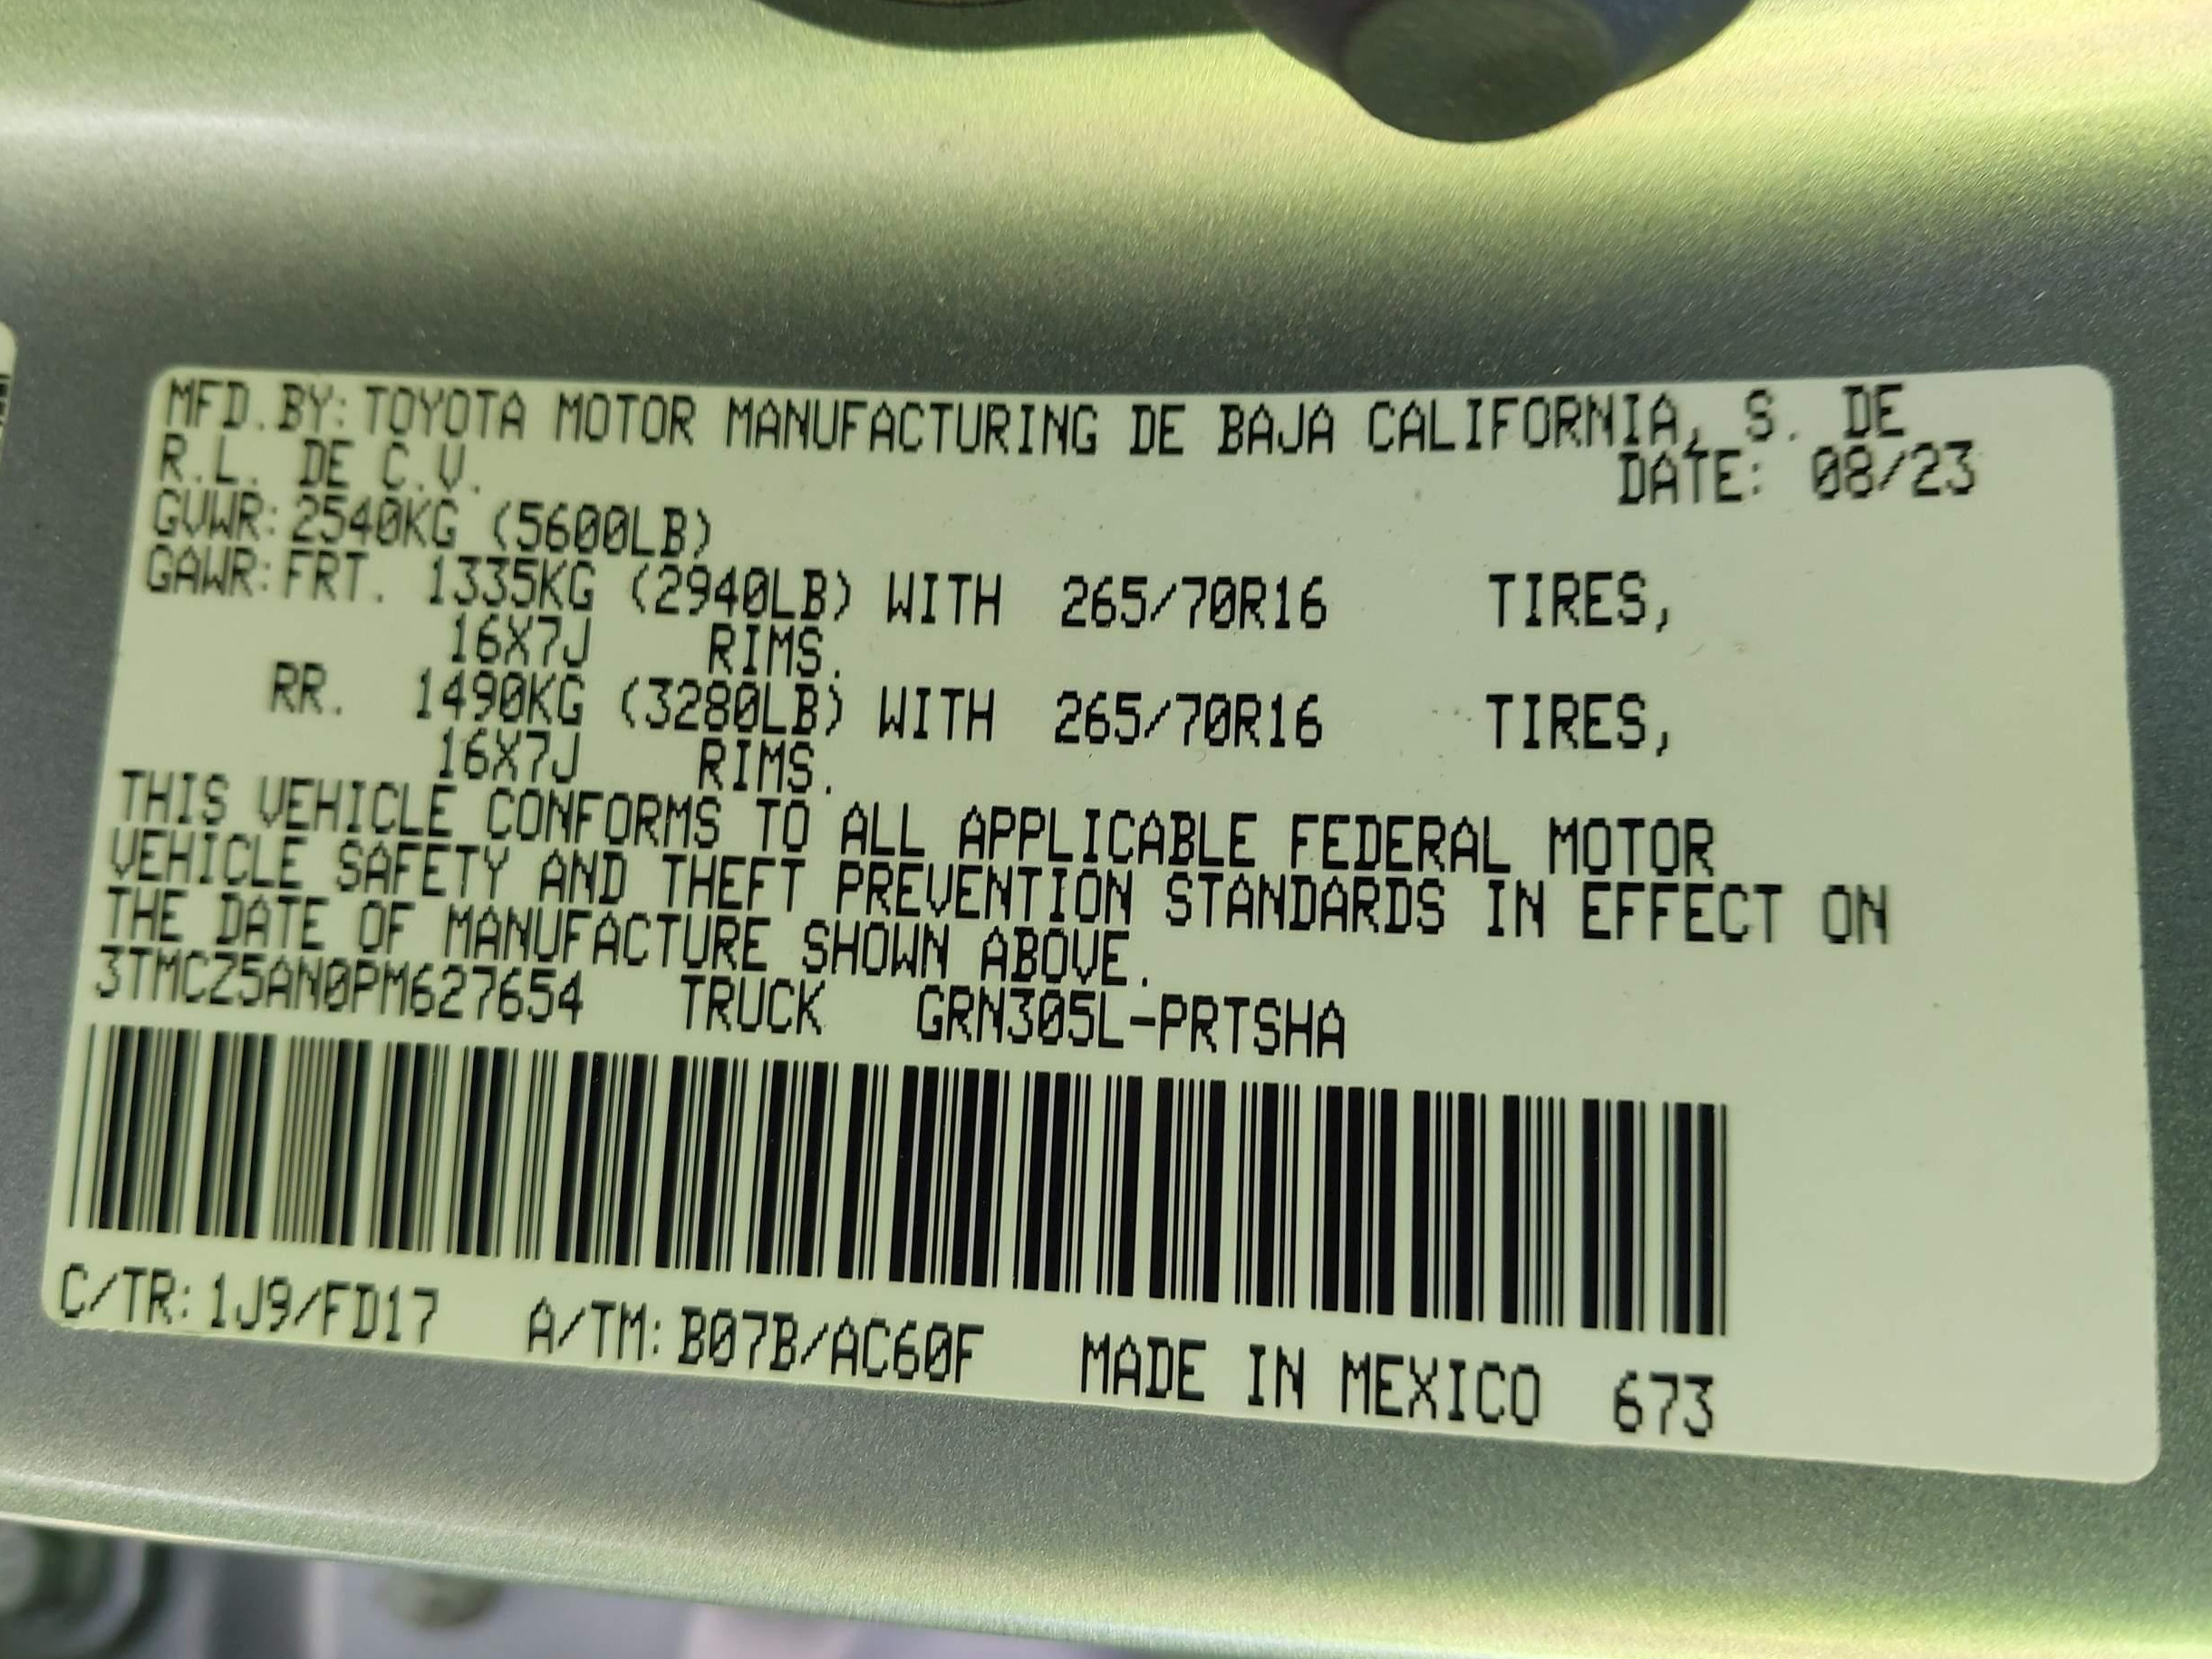 MFD.BY:TOYOTA MOTOR MANUFACTURING DE BAJA CALIFORNIA, S. DE
R.L. DE C.V. DATE: 08/23
GVWR:2540KG (5600LB)
GAWR:FRT. 1335KG (2940LB) WITH 265/70R16 TIRES,
16X7J RIMS.
RR. 1490KG (3280LB) WITH 265/70R16 TIRES,
16X7J RIMS.
THIS VEHICLE CONFORMS TO ALL APPLICABLE FEDERAL MOTOR
VEHICLE SAFETY AND THEFT PREVENTION STANDARDS IN EFFECT ON
THE DATE OF MANUFACTURE SHOWN ABOVE.
3TMCZ5AN0PM627654 TRUCK GRN305L-PRTSHA
C/TR:1J9/FD17 A/TM:B07B/AC60F MADE IN MEXICO 673